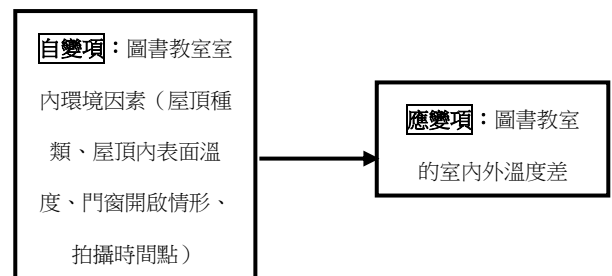 自變項：圖書教室室
內環境因素（屋頂種
類、屋頂內表面溫
度、門窗開啟情形、
拍攝時間點）
應變項：圖書教室
的室內外溫度差